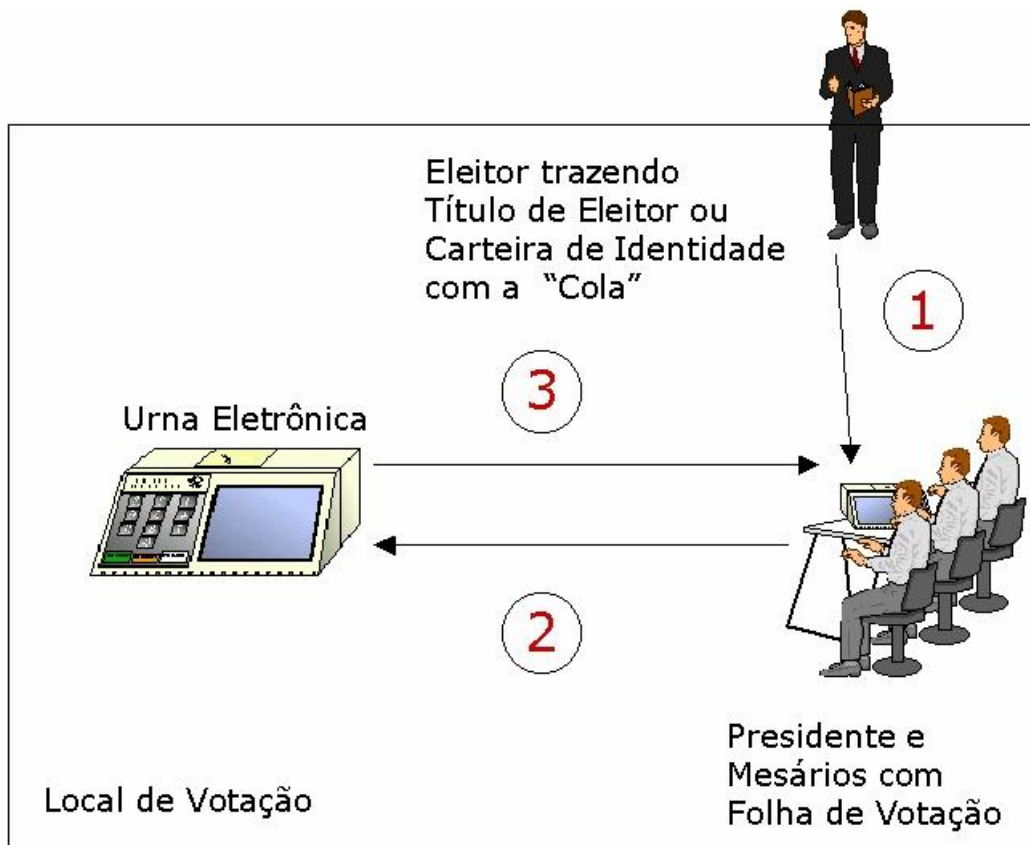 Eleitor trazendo
Título de Eleitor ou
Carteira de Identidade
com a “Cola”
1
3
Urna Eletrônica
2
Presidente e
Mesários com
Folha de Votação
Local de Votação